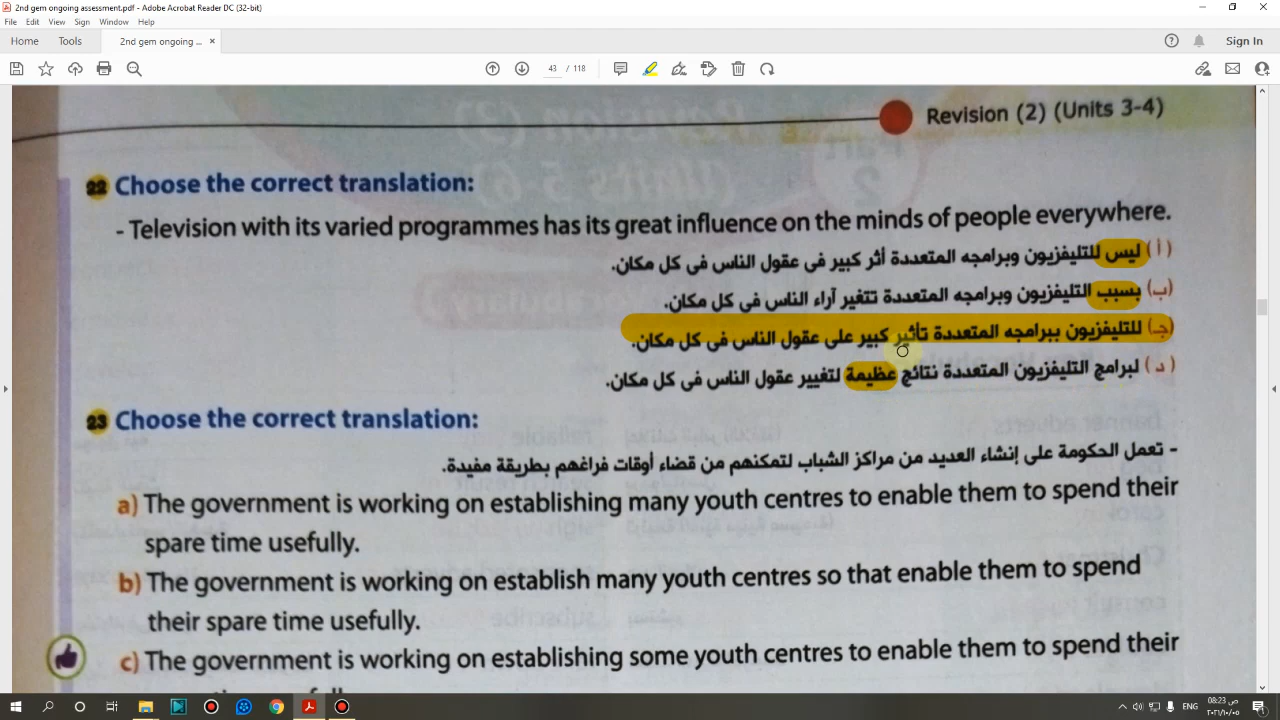 2nd gem ongoing assessment.pdf - Adobe Acrobat Reader DC (32-bit)
File Edit View Sign Window Help
Home Tools 2nd gem ongoing ... × Sign In
43 / 118
Revision (2) (Units 3-4)
22 Choose the correct translation:
- Television with its varied programmes has its great influence on the minds of people everywhere.
(أ) ليس للتليفزيون وبرامجه المتعددة أثر كبير فى عقول الناس فى كل مكان.
(ب) بسبب التليفزيون وبرامجه المتعددة تتغير آراء الناس فى كل مكان.
(جـ) للتليفزيون ببرامجه المتعددة تأثير كبير على عقول الناس فى كل مكان.
(د) لبرامج التليفزيون المتعددة نتائج عظيمة لتغيير عقول الناس فى كل مكان.
23 Choose the correct translation:
- تعمل الحكومة على إنشاء العديد من مراكز الشباب لتمكنهم من قضاء أوقات فراغهم بطريقة مفيدة.
a) The government is working on establishing many youth centres to enable them to spend their
spare time usefully.
b) The government is working on establish many youth centres so that enable them to spend
their spare time usefully.
c) The government is working on establishing some youth centres to enable them to spend their
ENG
08:23 ص
٢٠٢١/١٠/٠٥